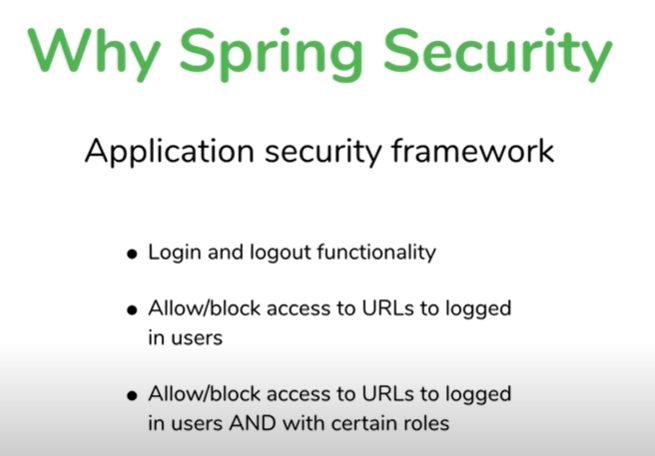 Why Spring Security
Application security framework
● Login and logout functionality
● Allow/block access to URLs to logged
in users
● Allow/block access to URLs to logged
in users AND with certain roles